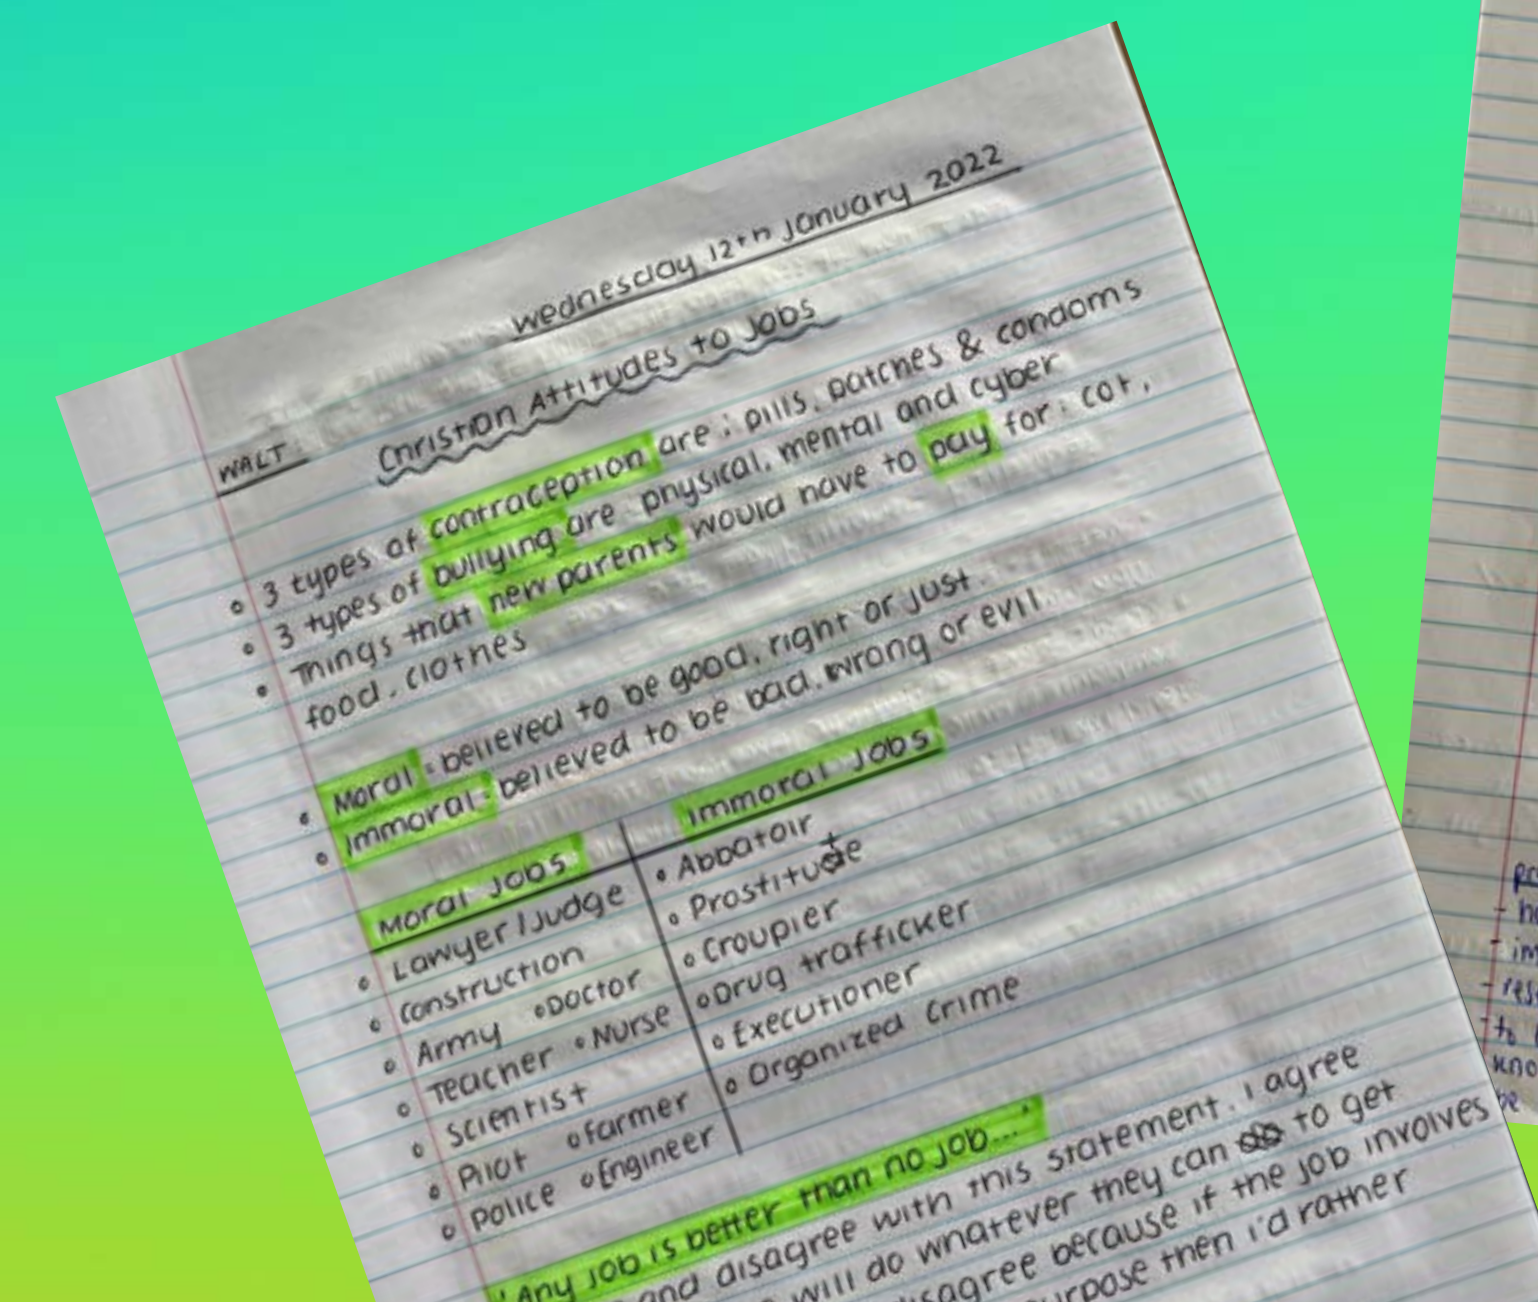 Wednesday 12th January 2022
WALT: Christian Attitudes to Jobs
• 3 types of contraception are: pills, patches & condoms
• 3 types of bullying are: physical, mental and cyber
• Things that new parents would have to pay for: cot,
food, clothes
• Moral = believed to be good, right or just.
• Immoral = believed to be bad, wrong or evil.
Moral Jobs
• Lawyer/Judge
• Construction
• Army • Doctor
• Teacher • Nurse
• Scientist
• Pilot • Farmer
• Police • Engineer
Immoral Jobs
• Abbatoir
• Prostitute
• Croupier
• Drug trafficker
• Executioner
• Organized Crime
'Any job is better than no job...'
and disagree with this statement. I agree
will do whatever they can to get
disagree because if the job involves
then i'd rather
- im
- res
- to
kno
be